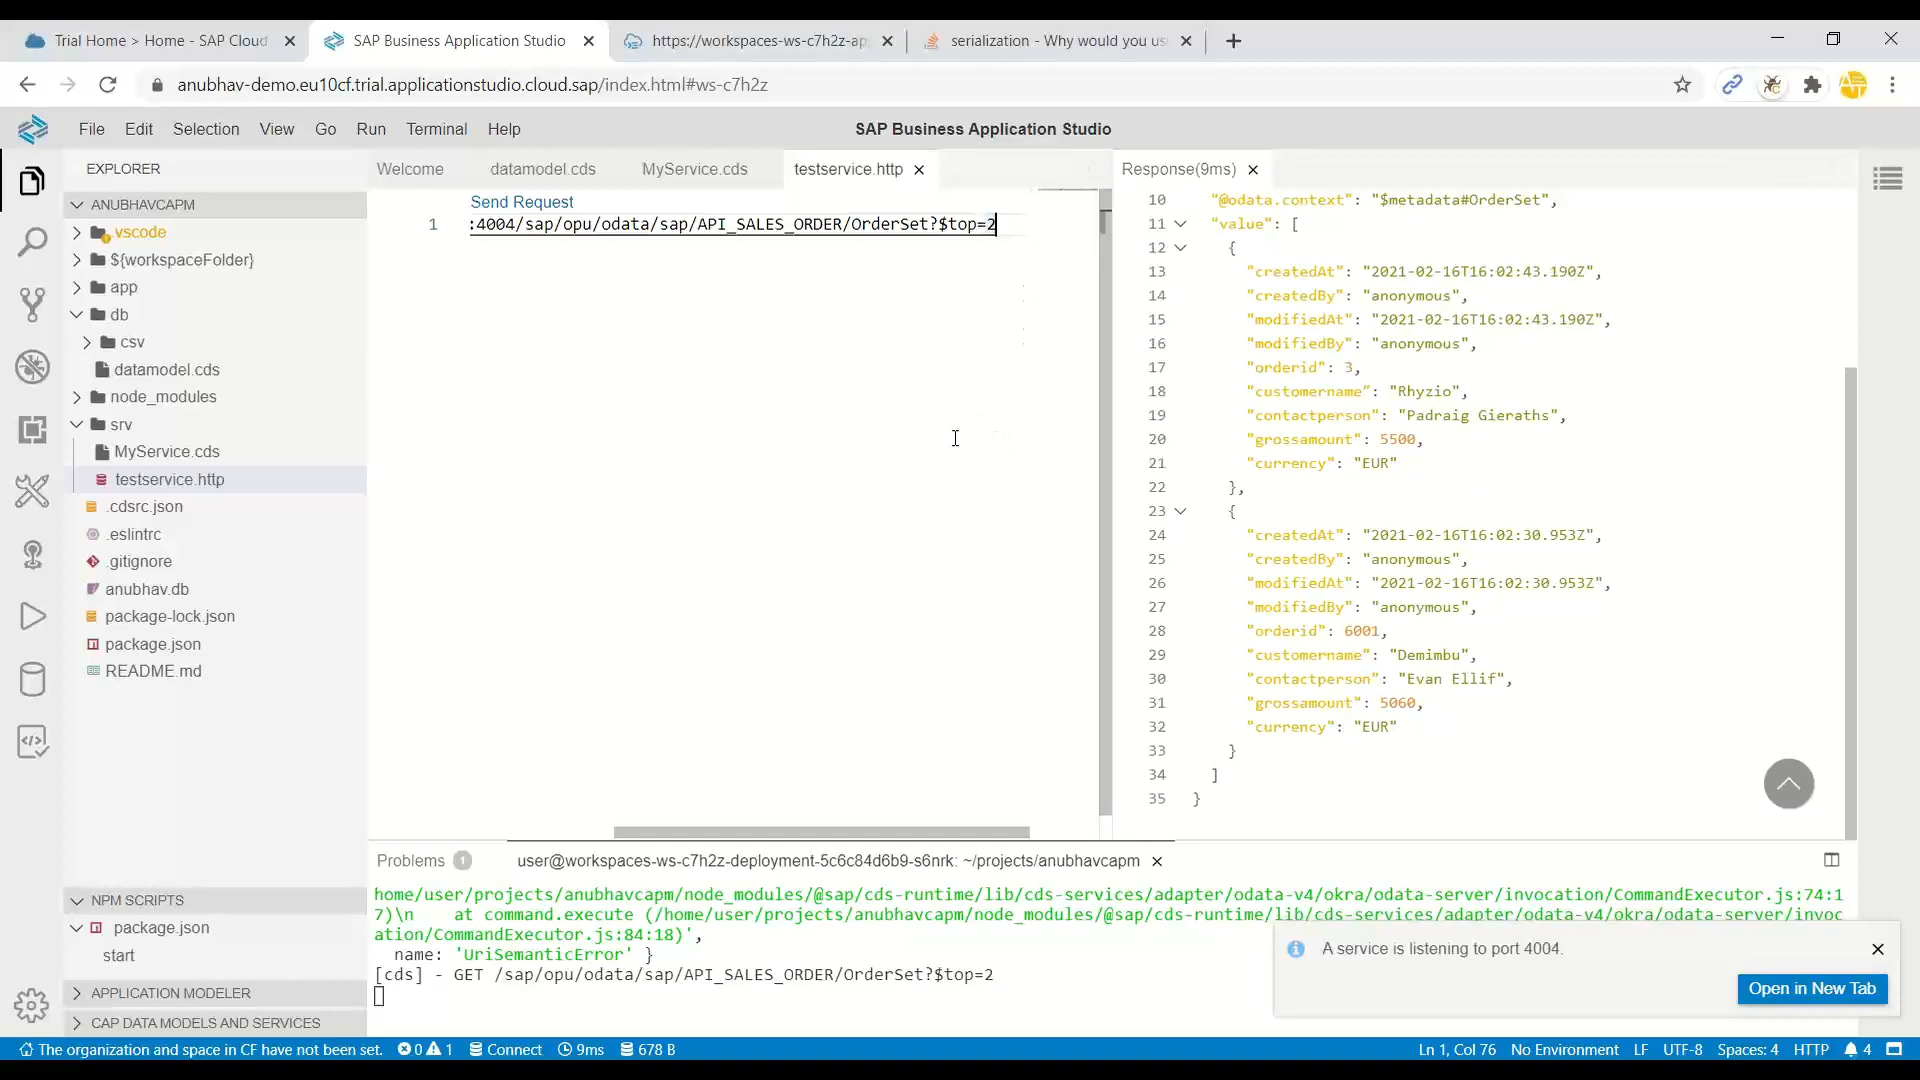 Trial Home > Home - SAP Cloud
SAP Business Application Studio
https://workspaces-ws-c7h2z-ap
serialization - Why would you us
anubhav-demo.eu10cf.trial.applicationstudio.cloud.sap/index.html#ws-c7h2z
File Edit Selection View Go Run Terminal Help
SAP Business Application Studio
EXPLORER
ANUBHAVCAPM
.vscode
${workspaceFolder}
app
db
csv
datamodel.cds
node_modules
srv
MyService.cds
testservice.http
.cdsrc.json
.eslintrc
.gitignore
anubhav.db
package-lock.json
package.json
README.md
NPM SCRIPTS
package.json
start
APPLICATION MODELER
CAP DATA MODELS AND SERVICES
Welcome datamodel.cds MyService.cds testservice.http
Send Request
1 :4004/sap/opu/odata/sap/API_SALES_ORDER/OrderSet?$top=2
Response(9ms)
10 "@odata.context": "$metadata#OrderSet",
11 "value": [
12 {
13 "createdAt": "2021-02-16T16:02:43.190Z",
14 "createdBy": "anonymous",
15 "modifiedAt": "2021-02-16T16:02:43.190Z",
16 "modifiedBy": "anonymous",
17 "orderid": 3,
18 "customername": "Rhyzio",
19 "contactperson": "Padraig Gieraths",
20 "grossamount": 5500,
21 "currency": "EUR"
22 },
23 {
24 "createdAt": "2021-02-16T16:02:30.953Z",
25 "createdBy": "anonymous",
26 "modifiedAt": "2021-02-16T16:02:30.953Z",
27 "modifiedBy": "anonymous",
28 "orderid": 6001,
29 "customername": "Demimbu",
30 "contactperson": "Evan Ellif",
31 "grossamount": 5060,
32 "currency": "EUR"
33 }
34 ]
35 }
Problems 1
user@workspaces-ws-c7h2z-deployment-5c6c84d6b9-s6nrk: ~/projects/anubhavcapm
home/user/projects/anubhavcapm/node_modules/@sap/cds-runtime/lib/cds-services/adapter/odata-v4/okra/odata-server/invocation/CommandExecutor.js:74:1
7)\n at command.execute (/home/user/projects/anubhavcapm/node_modules/@sap/cds-runtime/lib/cds-services/adapter/odata-v4/okra/odata-server/invoc
ation/CommandExecutor.js:84:18)',
name: 'UriSemanticError' }
[cds] - GET /sap/opu/odata/sap/API_SALES_ORDER/OrderSet?$top=2
A service is listening to port 4004.
Open in New Tab
The organization and space in CF have not been set. 0 1 Connect 9ms 678 B
Ln 1, Col 76 No Environment LF UTF-8 Spaces: 4 HTTP 4